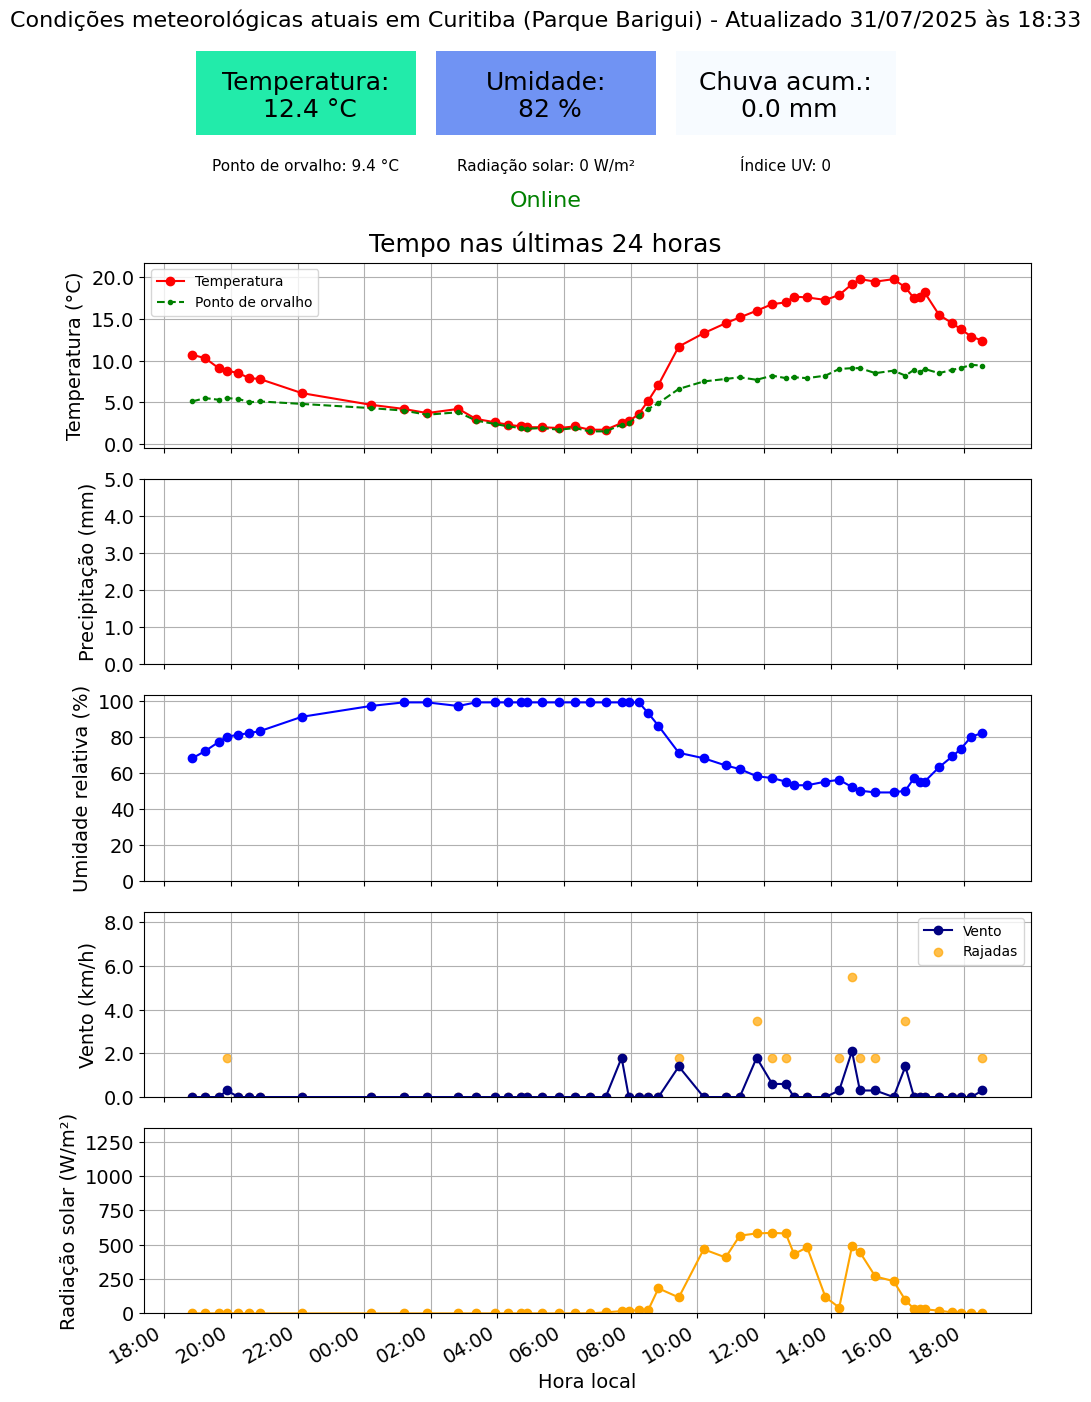 Condições meteorológicas atuais em Curitiba (Parque Barigui) - Atualizado 31/07/2025 às 18:33
Temperatura:
12.4 °C
Umidade:
82 %
Chuva acum.:
0.0 mm
Ponto de orvalho: 9.4 °C
Radiação solar: 0 W/m²
Índice UV: 0
Online
Tempo nas últimas 24 horas
Temperatura (°C)
20.0
15.0
10.0
5.0
0.0
Temperatura
Ponto de orvalho
Precipitação (mm)
5.0
4.0
3.0
2.0
1.0
0.0
Umidade relativa (%)
100
80
60
40
20
0
Vento (km/h)
8.0
6.0
4.0
2.0
0.0
Vento
Rajadas
Radiação solar (W/m²)
1250
1000
750
500
250
0
18:00
20:00
22:00
00:00
02:00
04:00
06:00
08:00
10:00
12:00
14:00
16:00
18:00
Hora local